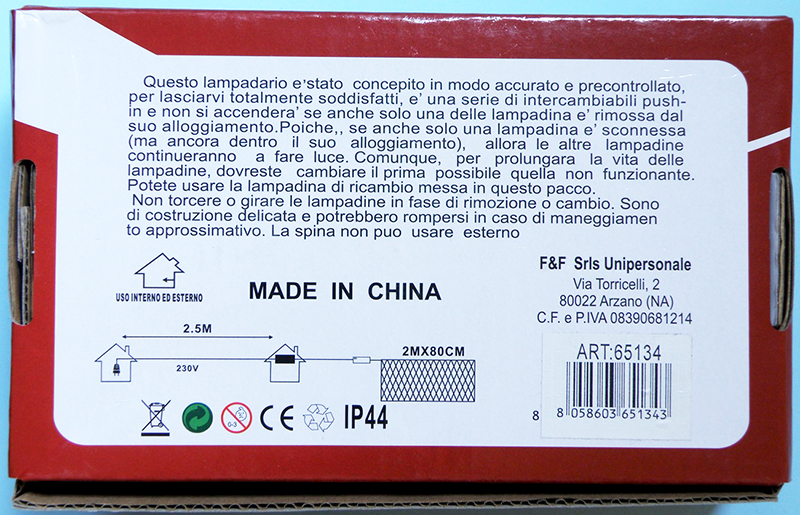 Questo lampadario e'stato concepito in modo accurato e precontrollato,
per lasciarvi totalmente soddisfatti, e' una serie di intercambiabili push-
in e non si accendera' se anche solo una delle lampadina e' rimossa dal
suo alloggiamento.Poiche,, se anche solo una lampadina e' sconnessa
(ma ancora dentro il suo alloggiamento), allora le altre lampadine
continueranno a fare luce. Comunque, per prolungara la vita delle
lampadine, dovreste cambiare il prima possibile quella non funzionante.
Potete usare la lampadina di ricambio messa in questo pacco.
Non torcere o girare le lampadine in fase di rimozione o cambio. Sono
di costruzione delicata e potrebbero rompersi in caso di maneggiamen
to approssimativo. La spina non puo usare esterno
USO INTERNO ED ESTERNO
MADE IN CHINA
F&F Srls Unipersonale
Via Torricelli, 2
80022 Arzano (NA)
C.F. e P.IVA 08390681214
2.5M
230V
2MX80CM
0-3
CE
IP44
ART:65134
8 058603 651343
8